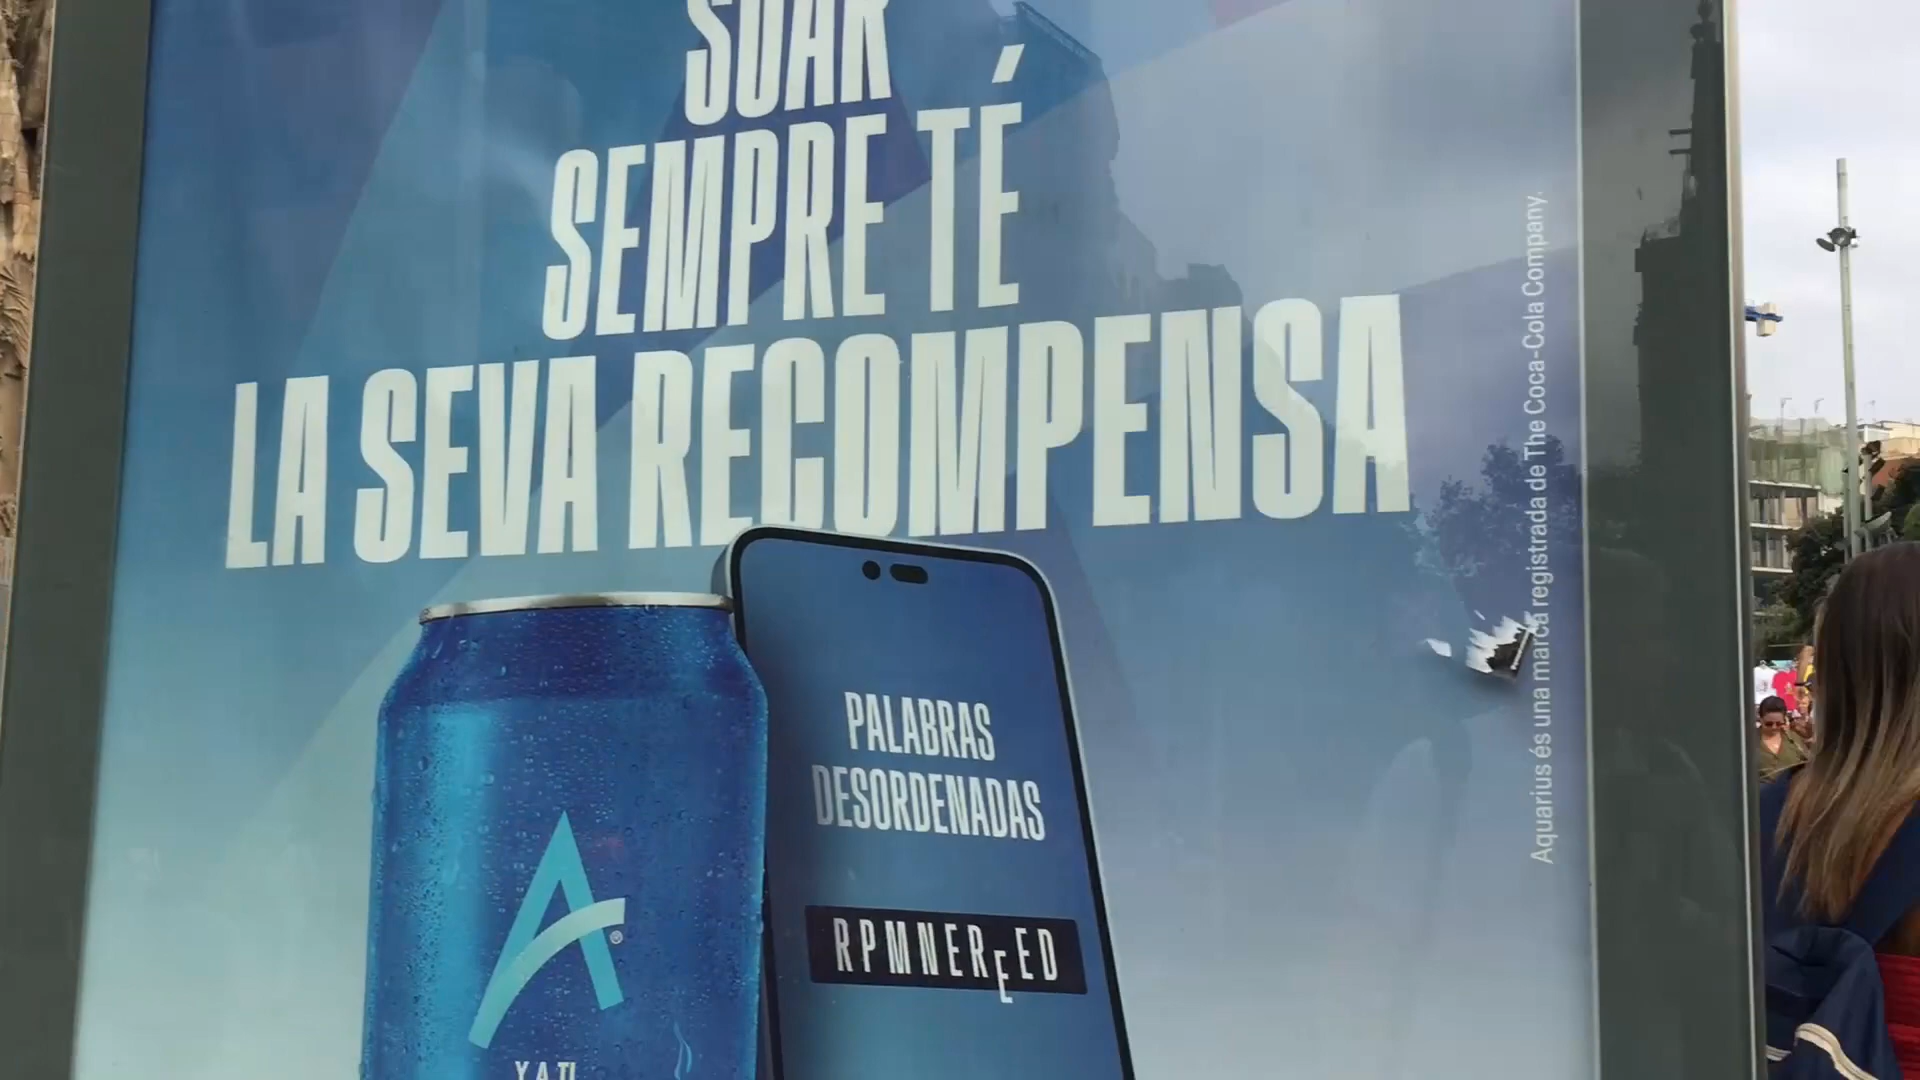 SUAR
SEMPRE TÉ
LA SEVA RECOMPENSA
PALABRAS
DESORDENADAS
RPMNEREED
Y A TI
Aquarius és una marca registrada de The Coca-Cola Company.